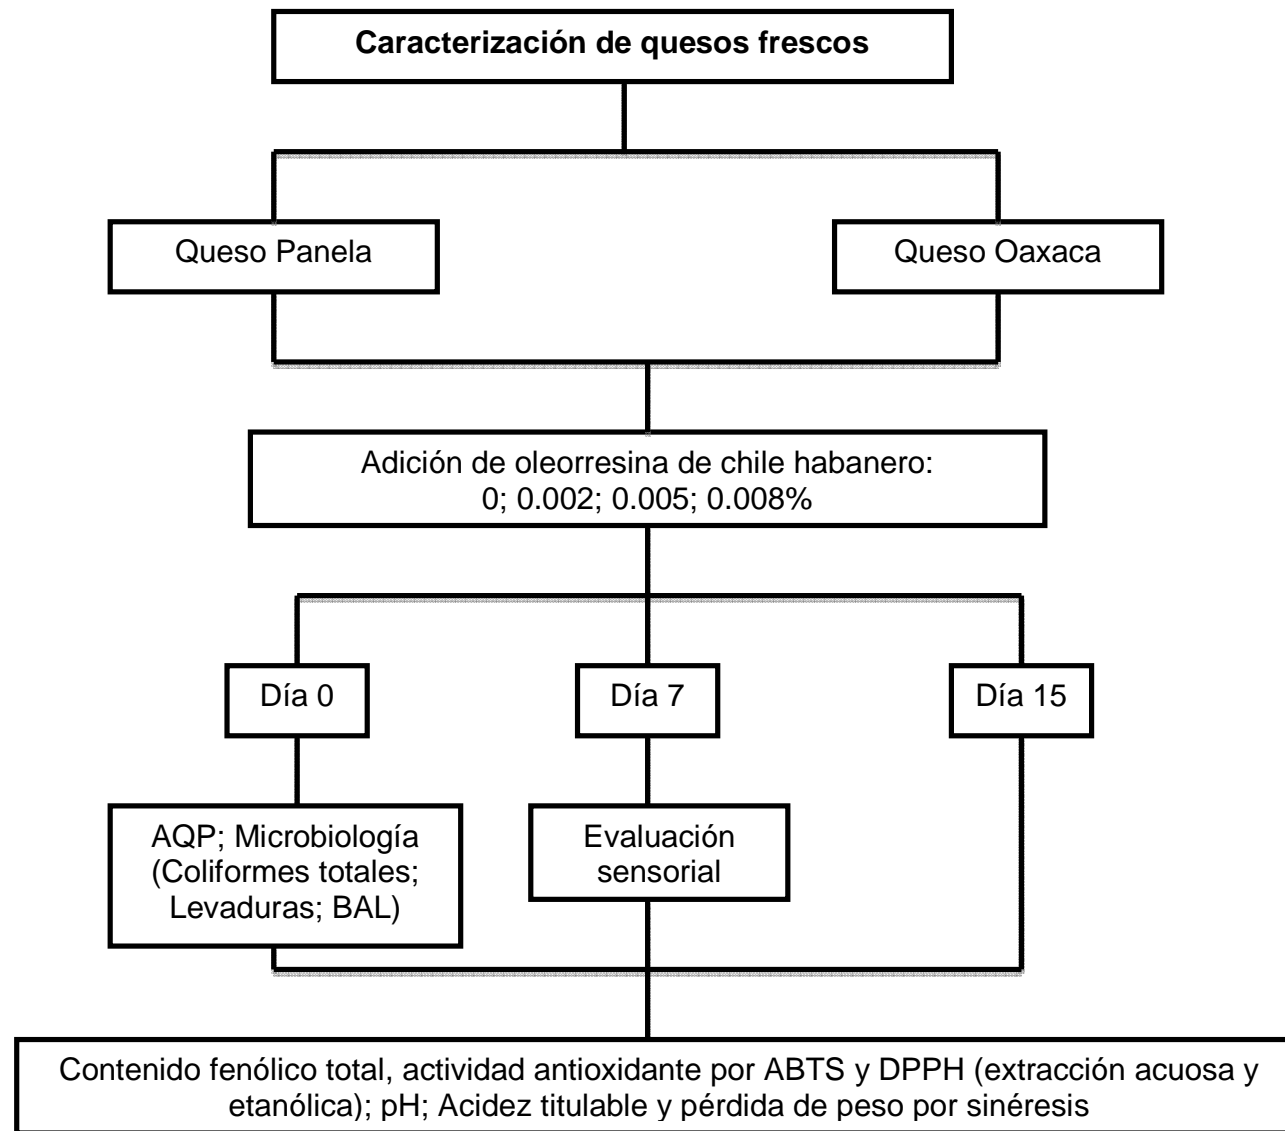 Caracterización de quesos frescos
Queso Panela
Queso Oaxaca
Adición de oleorresina de chile habanero:
0; 0.002; 0.005; 0.008%
Día 0
Día 7
Día 15
AQP; Microbiología
(Coliformes totales;
Levaduras; BAL)
Evaluación
sensorial
Contenido fenólico total, actividad antioxidante por ABTS y DPPH (extracción acuosa y
etanólica); pH; Acidez titulable y pérdida de peso por sinéresis